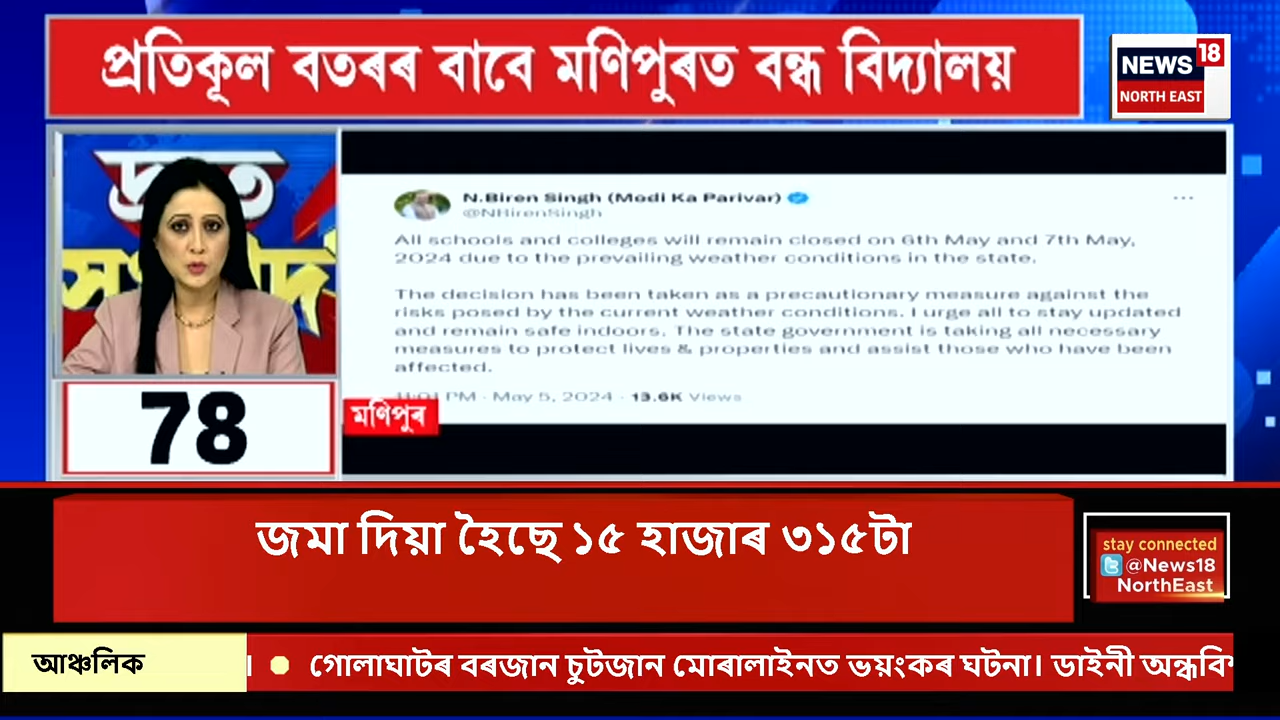 প্ৰতিকূল বতৰৰ বাবে মণিপুৰত বন্ধ বিদ্যালয়
NEWS 18
NORTH EAST
দ্ৰুত
সংবাদ
N.Biren Singh (Modi Ka Parivar)
@NBirenSingh
All schools and colleges will remain closed on 6th May and 7th May,
2024 due to the prevailing weather conditions in the state.
The decision has been taken as a precautionary measure against the
risks posed by the current weather conditions. I urge all to stay updated
and remain safe indoors. The state government is taking all necessary
measures to protect lives & properties and assist those who have been
affected.
11:01 PM · May 5, 2024 · 13.6K Views
মণিপুৰ
78
জমা দিয়া হৈছে ১৫ হাজাৰ ৩১৫টা
stay connected
@News18
NorthEast
আঞ্চলিক
। গোলাঘাটৰ বৰজান চুটজান মোৰালাইনত ভয়ংকৰ ঘটনা। ডাইনী